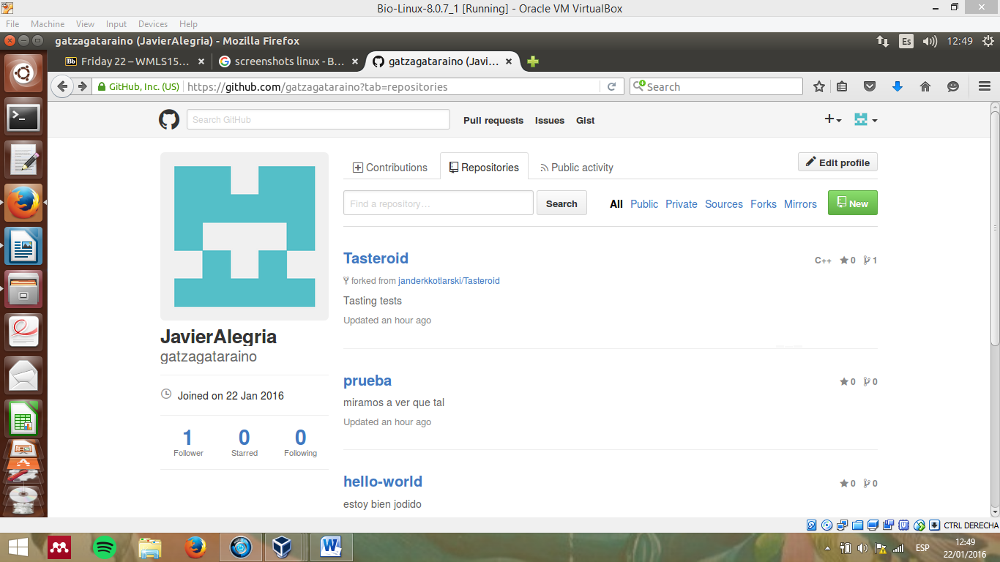 Bio-Linux-8.0.7_1 [Running] - Oracle VM VirtualBox
File Machine View Input Devices Help
gatzagataraino (JavierAlegria) - Mozilla Firefox
Es 12:49
Bb Friday 22 – WMLS15... × screenshots linux - B... × gatzagataraino (Javi... ×
GitHub, Inc. (US) https://github.com/gatzagataraino?tab=repositories Search
Search GitHub Pull requests Issues Gist
Contributions Repositories Public activity Edit profile
Find a repository... Search All Public Private Sources Forks Mirrors New
Tasteroid C++ 0 1
forked from janderkkotlarski/Tasteroid
Tasting tests
Updated an hour ago
JavierAlegria
gatzagataraino
Joined on 22 Jan 2016
1 0 0
Follower Starred Following
prueba 0 0
miramos a ver que tal
Updated an hour ago
hello-world 0 0
estoy bien jodido
CTRL DERECHA
ESP 12:49
22/01/2016